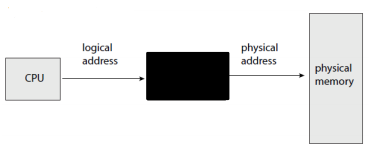 logical
address
physical
address
CPU
physical
memory